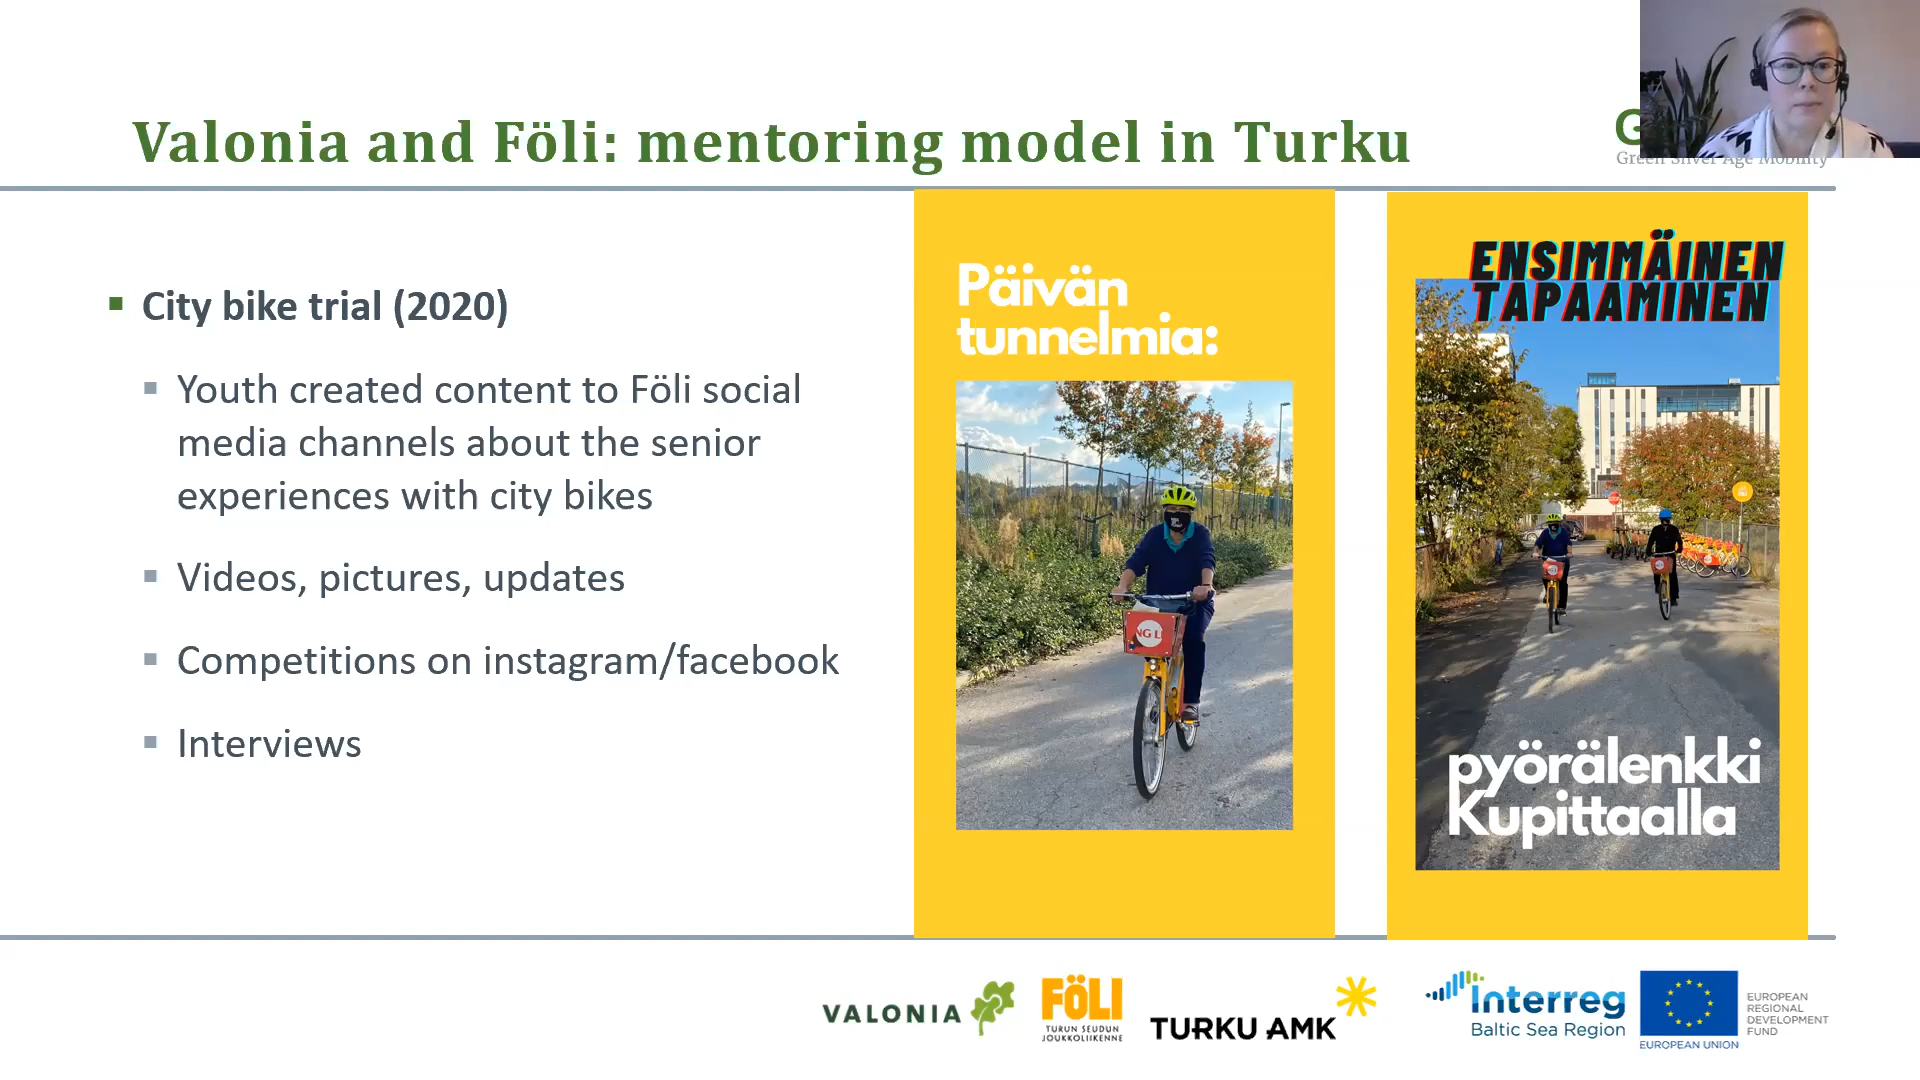 Valonia and Föli: mentoring model in Turku
Green Silver Age Mobility
City bike trial (2020)
Youth created content to Föli social
media channels about the senior
experiences with city bikes
Videos, pictures, updates
Competitions on instagram/facebook
Interviews
Päivän
tunnelmia:
NG L
ENSIMMÄINEN
TAPAAMINEN
pyörälenkki
Kupittaalla
VALONIA
FÖLI
TURUN SEUDUN
JOUKKOLIIKENNE
TURKU AMK
Interreg
Baltic Sea Region
EUROPEAN UNION
EUROPEAN
REGIONAL
DEVELOPMENT
FUND